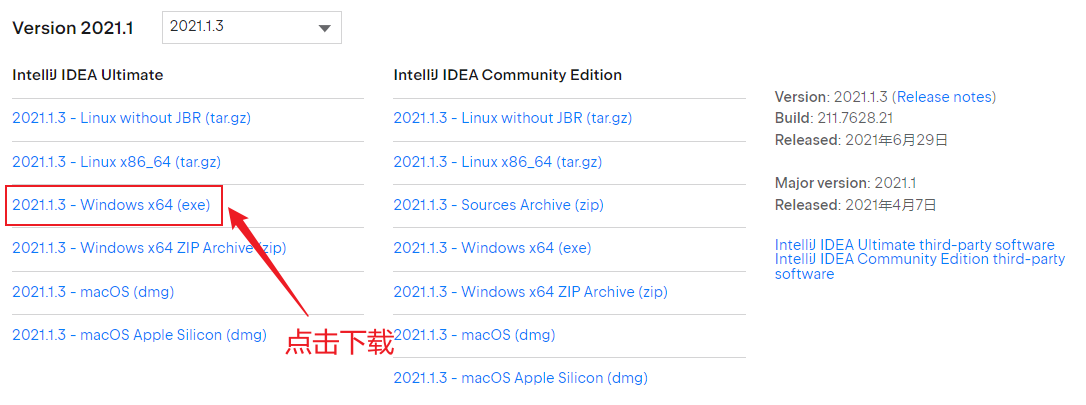 Version 2021.1
2021.1.3
IntelliJ IDEA Ultimate
2021.1.3 - Linux without JBR (tar.gz)
2021.1.3 - Linux x86_64 (tar.gz)
2021.1.3 - Windows x64 (exe)
2021.1.3 - Windows x64 ZIP Archive (zip)
2021.1.3 - macOS (dmg)
2021.1.3 - macOS Apple Silicon (dmg)
点击下载
IntelliJ IDEA Community Edition
2021.1.3 - Linux without JBR (tar.gz)
2021.1.3 - Linux x86_64 (tar.gz)
2021.1.3 - Sources Archive (zip)
2021.1.3 - Windows x64 (exe)
2021.1.3 - Windows x64 ZIP Archive (zip)
2021.1.3 - macOS (dmg)
2021.1.3 - macOS Apple Silicon (dmg)
Version: 2021.1.3 (Release notes)
Build: 211.7628.21
Released: 2021年6月29日
Major version: 2021.1
Released: 2021年4月7日
IntelliJ IDEA Ultimate third-party software
IntelliJ IDEA Community Edition third-party
software